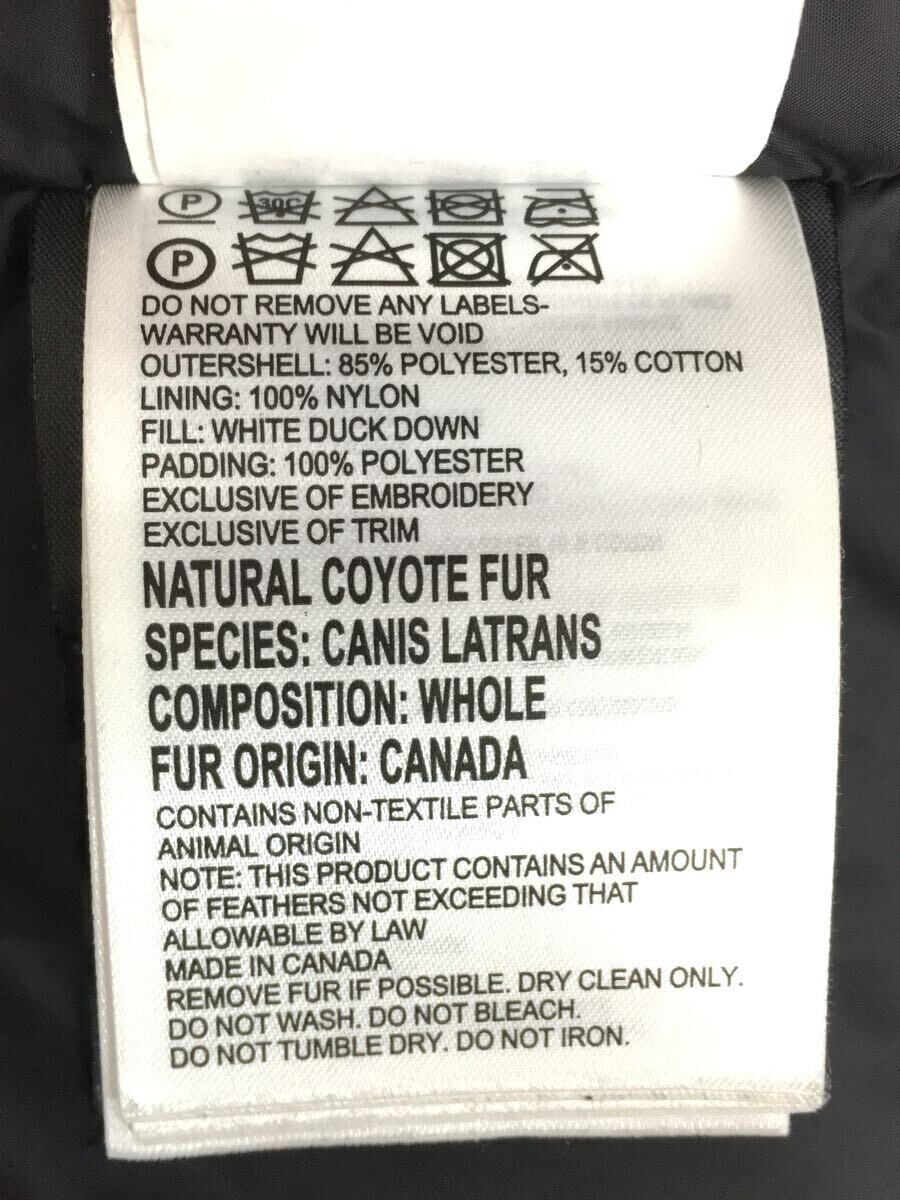 P 30C
P
DO NOT REMOVE ANY LABELS-
WARRANTY WILL BE VOID
OUTERSHELL: 85% POLYESTER, 15% COTTON
LINING: 100% NYLON
FILL: WHITE DUCK DOWN
PADDING: 100% POLYESTER
EXCLUSIVE OF EMBROIDERY
EXCLUSIVE OF TRIM
NATURAL COYOTE FUR
SPECIES: CANIS LATRANS
COMPOSITION: WHOLE
FUR ORIGIN: CANADA
CONTAINS NON-TEXTILE PARTS OF
ANIMAL ORIGIN
NOTE: THIS PRODUCT CONTAINS AN AMOUNT
OF FEATHERS NOT EXCEEDING THAT
ALLOWABLE BY LAW
MADE IN CANADA
REMOVE FUR IF POSSIBLE. DRY CLEAN ONLY.
DO NOT WASH. DO NOT BLEACH.
DO NOT TUMBLE DRY. DO NOT IRON.